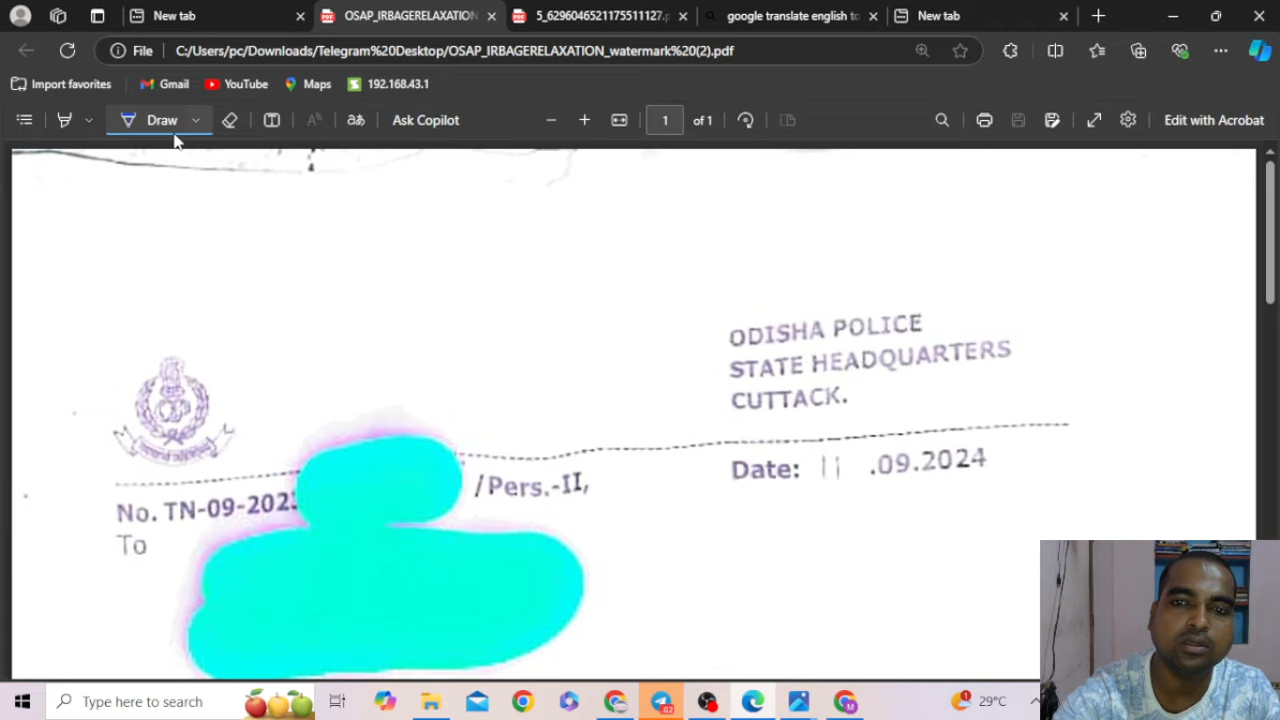 New tab
OSAP_IRBAGERELAXATION
5_6296046521175511127.p
google translate english to
New tab
File
C:/Users/pc/Downloads/Telegram%20Desktop/OSAP_IRBAGERELAXATION_watermark%20(2).pdf
Import favorites
Gmail
YouTube
Maps
192.168.43.1
Draw
Ask Copilot
1 of 1
Edit with Acrobat
ODISHA POLICE
STATE HEADQUARTERS
CUTTACK.
No. TN-09-202
/Pers.-II,
Date: 11 .09.2024
To
Type here to search
02
1
29°C